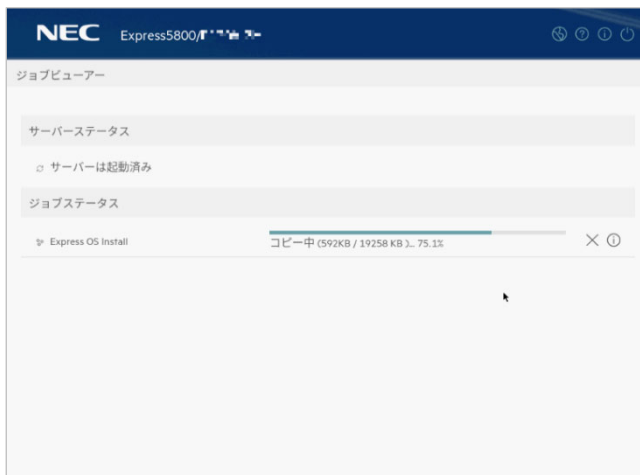 NEC Express5800/
ジョブビューアー
サーバーステータス
サーバーは起動済み
ジョブステータス
Express OS Install
コピー中 (592KB / 19258 KB )... 75.1%